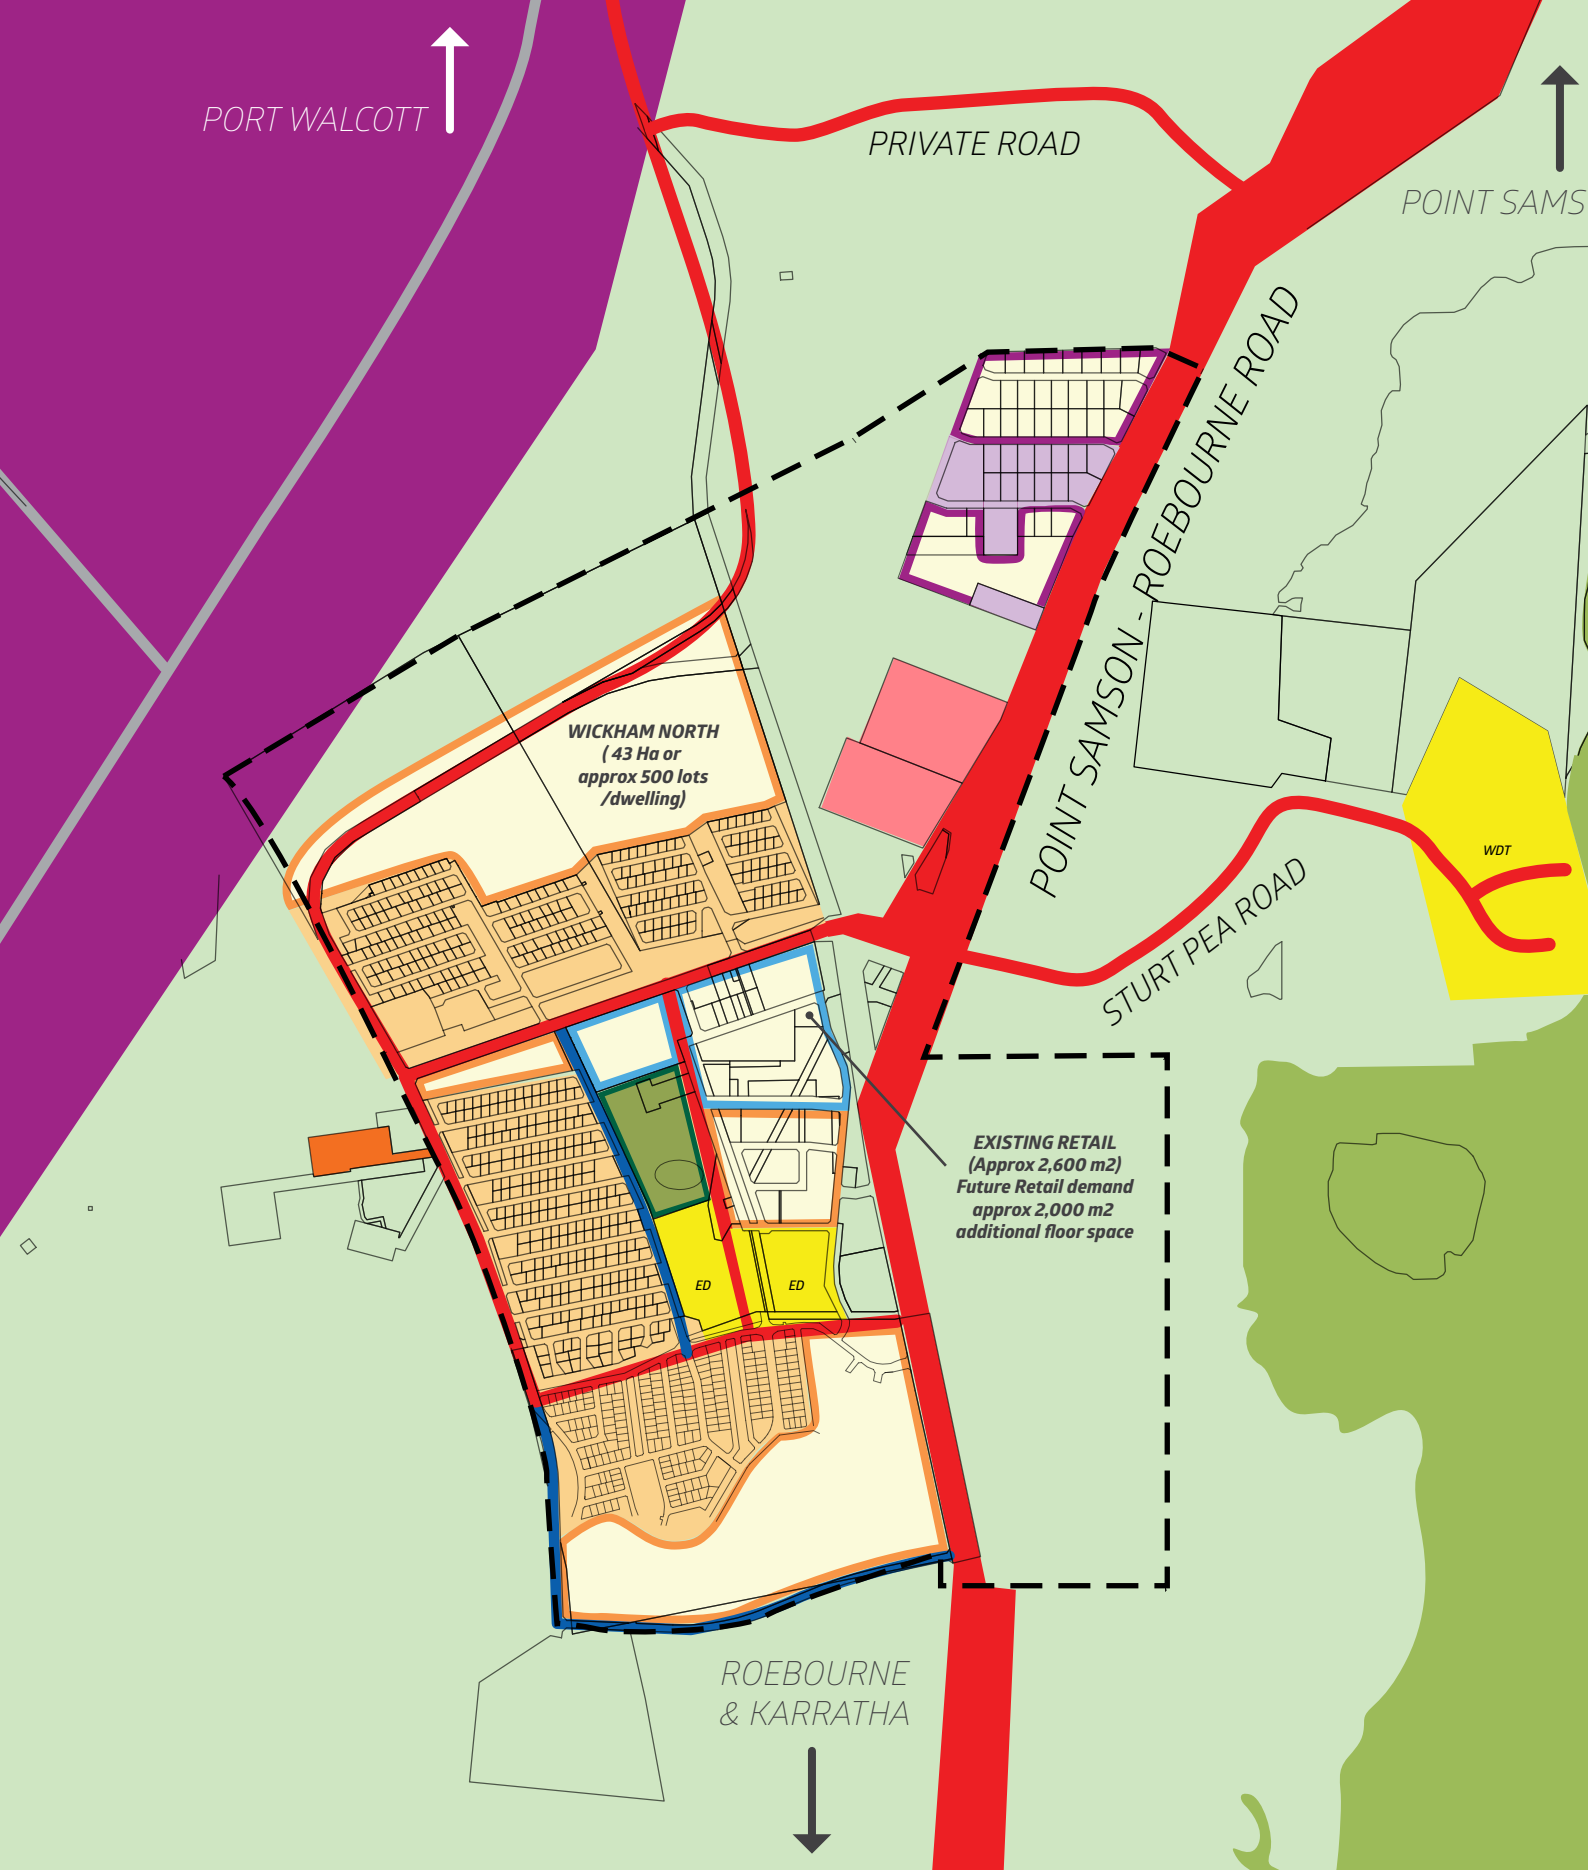 PORT WALCOTT
PRIVATE ROAD
POINT SAMS
POINT SAMSON - ROEBOURNE ROAD
WICKHAM NORTH
( 43 Ha or
approx 500 lots
/dwelling)
WDT
STURT PEA ROAD
EXISTING RETAIL
(Approx 2,600 m2)
Future Retail demand
approx 2,000 m2
additional floor space
ED
ED
ROEBOURNE
& KARRATHA